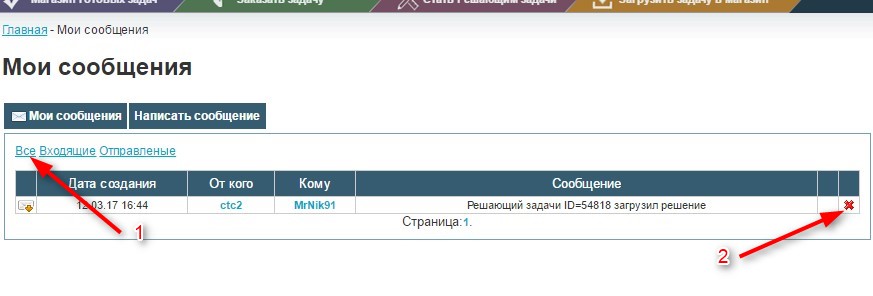 Магазин готовых задач Заказать задачу Стать Решающим задачи Загрузить задачу в магазин
Главная - Мои сообщения
Мои сообщения
Мои сообщения Написать сообщение
Все Входящие Отправленые
Дата создания От кого Кому Сообщение
12.03.17 16:44 ctc2 MrNik91 Решающий задачи ID=54818 загрузил решение
Страница:1.
1
2